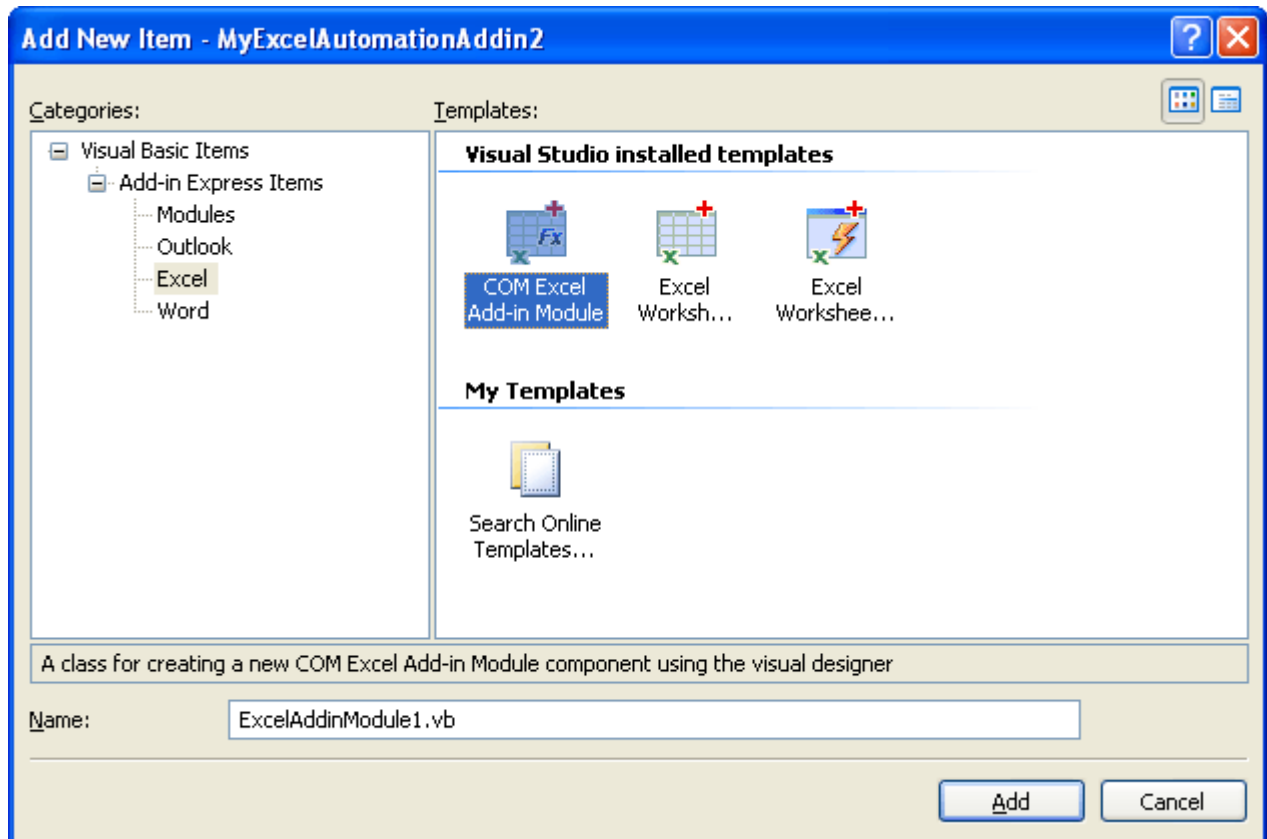 Add New Item - MyExcelAutomationAddin2
Categories:
Templates:
Visual Basic Items
Add-in Express Items
Modules
Outlook
Excel
Word
Visual Studio installed templates
Fx
COM Excel
Add-in Module
Excel
Worksh...
Excel
Workshee...
My Templates
Search Online
Templates...
A class for creating a new COM Excel Add-in Module component using the visual designer
Name:
ExcelAddinModule1.vb
Add
Cancel